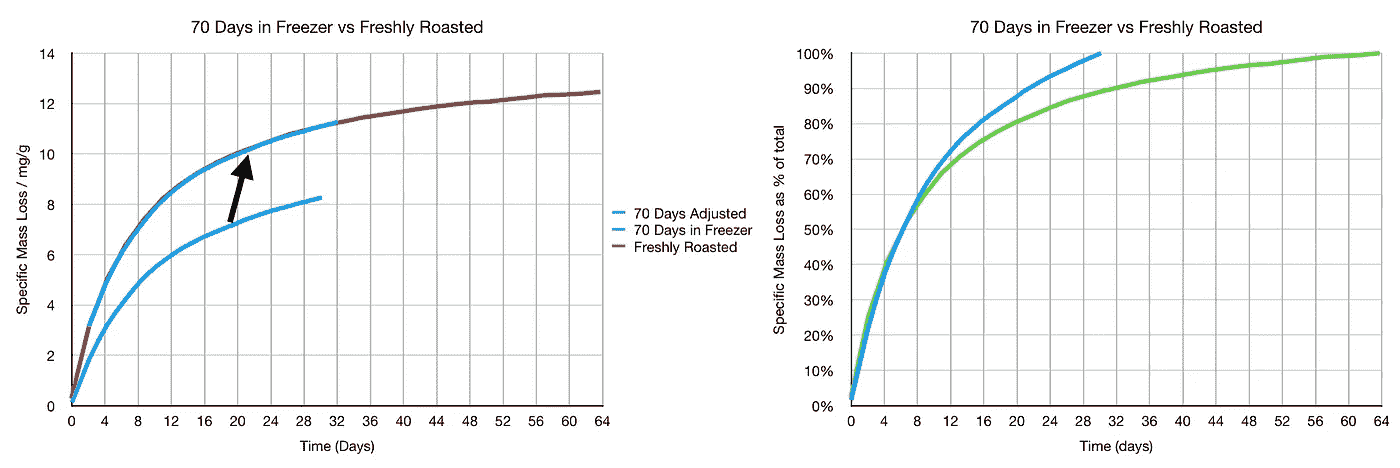 70 Days in Freezer vs Freshly Roasted
14
12
10
8
6
4
2
0
Specific Mass Loss / mg/g
0 4 8 12 16 20 24 28 32 36 40 44 48 52 56 60 64
Time (Days)
70 Days Adjusted
70 Days in Freezer
Freshly Roasted
70 Days in Freezer vs Freshly Roasted
100%
90%
80%
70%
60%
50%
40%
30%
20%
10%
0%
Specific Mass Loss as % of total
0 4 8 12 16 20 24 28 32 36 40 44 48 52 56 60 64
Time (days)